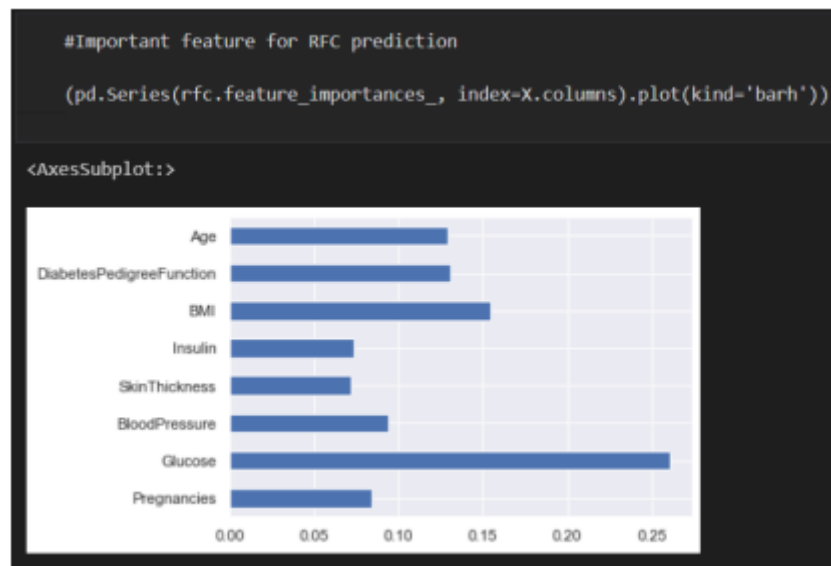 #Important feature for RFC prediction
(pd.Series(rfc.feature_importances_, index=X.columns).plot(kind='barh'))
<AxesSubplot:>
Age
DiabetesPedigreeFunction
BMI
Insulin
SkinThickness
BloodPressure
Glucose
Pregnancies
0.00 0.05 0.10 0.15 0.20 0.25